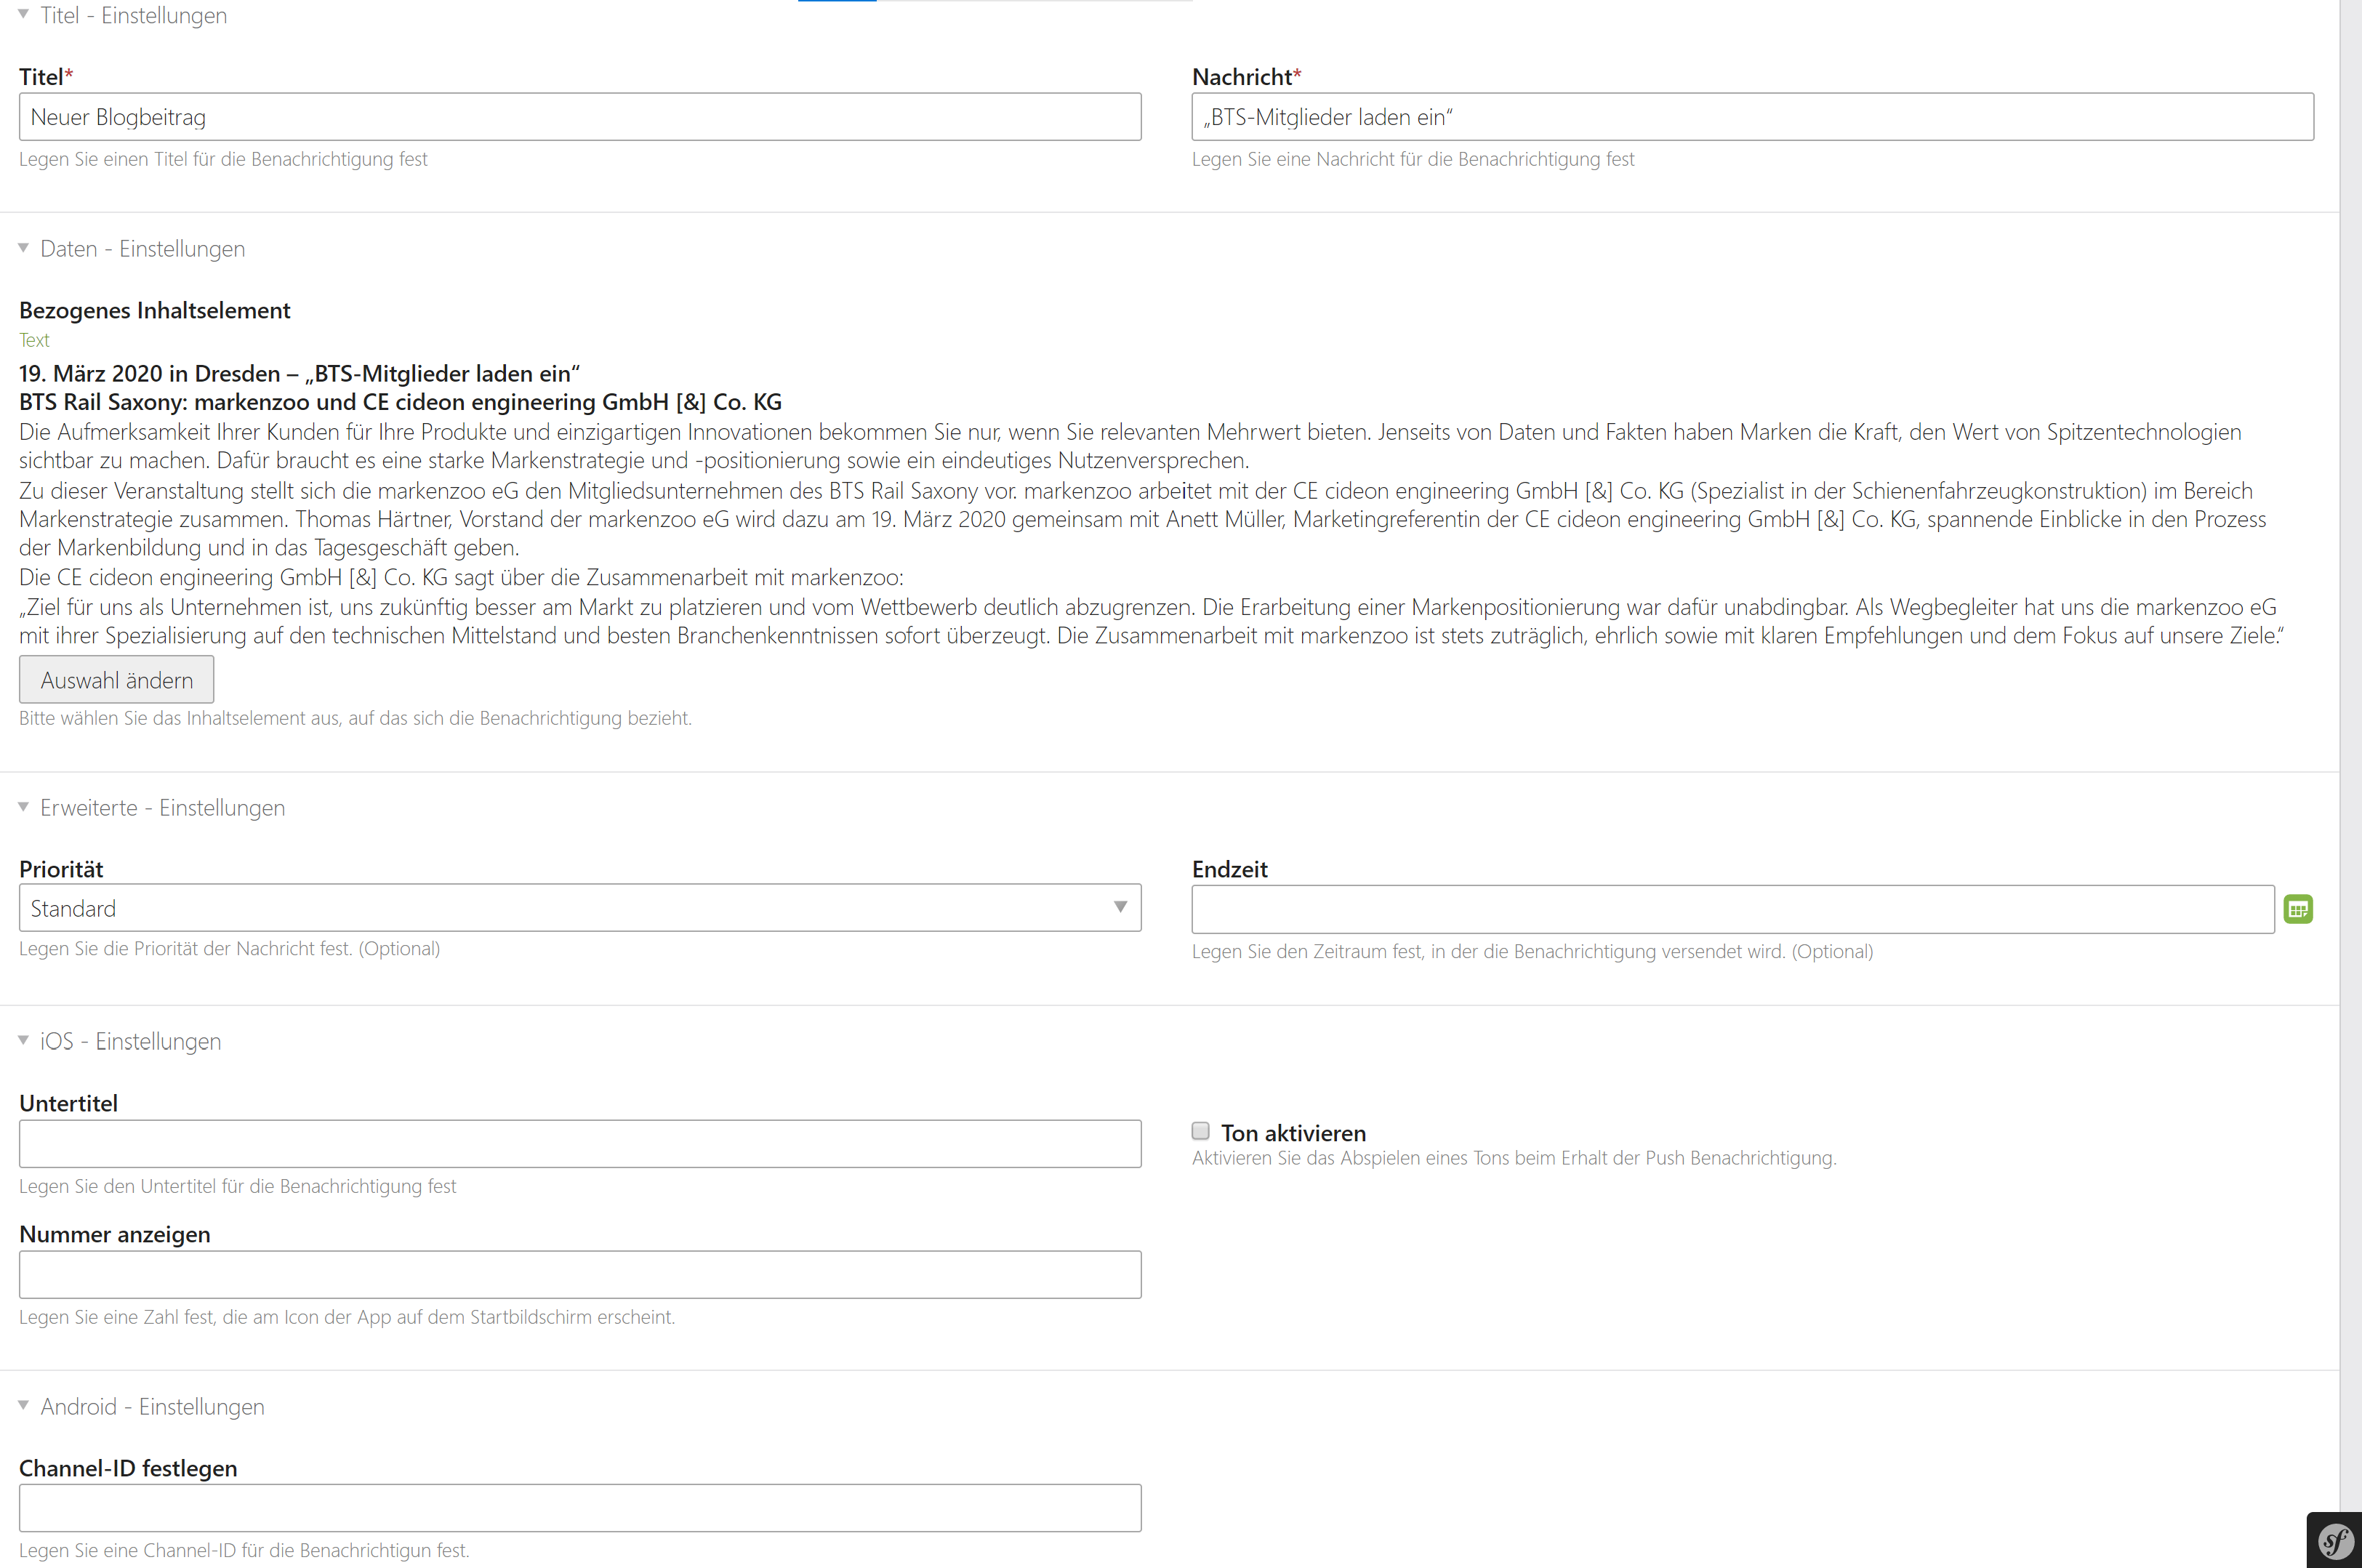 Titel - Einstellungen
Titel*
Neuer Blogbeitrag
Legen Sie einen Titel für die Benachrichtigung fest
Nachricht*
„BTS-Mitglieder laden ein“
Legen Sie eine Nachricht für die Benachrichtigung fest
Daten - Einstellungen
Bezogenes Inhaltselement
Text
19. März 2020 in Dresden – „BTS-Mitglieder laden ein“
BTS Rail Saxony: markenzoo und CE cideon engineering GmbH [&] Co. KG
Die Aufmerksamkeit Ihrer Kunden für Ihre Produkte und einzigartigen Innovationen bekommen Sie nur, wenn Sie relevanten Mehrwert bieten. Jenseits von Daten und Fakten haben Marken die Kraft, den Wert von Spitzentechnologien
sichtbar zu machen. Dafür braucht es eine starke Markenstrategie und -positionierung sowie ein eindeutiges Nutzenversprechen.
Zu dieser Veranstaltung stellt sich die markenzoo eG den Mitgliedsunternehmen des BTS Rail Saxony vor. markenzoo arbeitet mit der CE cideon engineering GmbH [&] Co. KG (Spezialist in der Schienenfahrzeugkonstruktion) im Bereich
Markenstrategie zusammen. Thomas Härtner, Vorstand der markenzoo eG wird dazu am 19. März 2020 gemeinsam mit Anett Müller, Marketingreferentin der CE cideon engineering GmbH [&] Co. KG, spannende Einblicke in den Prozess
der Markenbildung und in das Tagesgeschäft geben.
Die CE cideon engineering GmbH [&] Co. KG sagt über die Zusammenarbeit mit markenzoo:
„Ziel für uns als Unternehmen ist, uns zukünftig besser am Markt zu platzieren und vom Wettbewerb deutlich abzugrenzen. Die Erarbeitung einer Markenpositionierung war dafür unabdingbar. Als Wegbegleiter hat uns die markenzoo eG
mit ihrer Spezialisierung auf den technischen Mittelstand und besten Branchenkenntnissen sofort überzeugt. Die Zusammenarbeit mit markenzoo ist stets zuträglich, ehrlich sowie mit klaren Empfehlungen und dem Fokus auf unsere Ziele.“
Auswahl ändern
Bitte wählen Sie das Inhaltselement aus, auf das sich die Benachrichtigung bezieht.
Erweiterte - Einstellungen
Priorität
Standard
Legen Sie die Priorität der Nachricht fest. (Optional)
Endzeit
Legen Sie den Zeitraum fest, in der die Benachrichtigung versendet wird. (Optional)
iOS - Einstellungen
Untertitel
Legen Sie den Untertitel für die Benachrichtigung fest
Ton aktivieren
Aktivieren Sie das Abspielen eines Tons beim Erhalt der Push Benachrichtigung.
Nummer anzeigen
Legen Sie eine Zahl fest, die am Icon der App auf dem Startbildschirm erscheint.
Android - Einstellungen
Channel-ID festlegen
Legen Sie eine Channel-ID für die Benachrichtigun fest.
sf